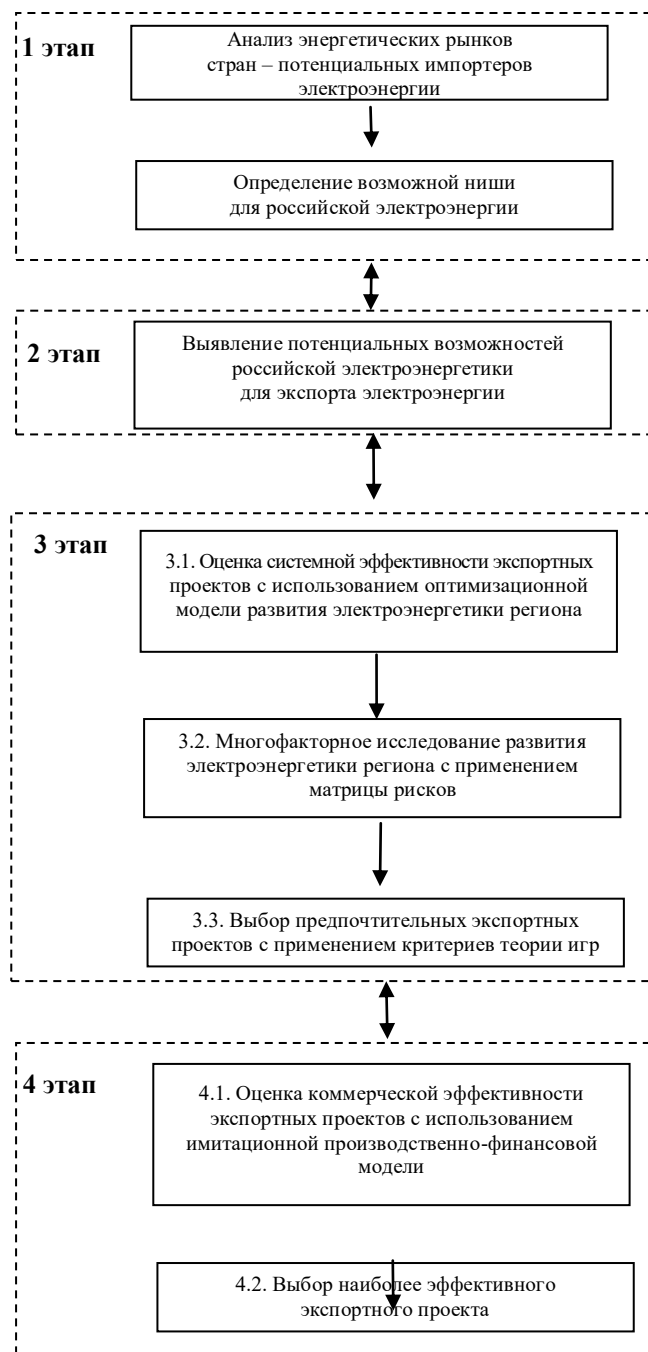 1 этап
Анализ энергетических рынков
стран – потенциальных импортеров
электроэнергии
Определение возможной ниши
для российской электроэнергии
2 этап
Выявление потенциальных возможностей
российской электроэнергетики
для экспорта электроэнергии
3 этап
3.1. Оценка системной эффективности экспортных
проектов с использованием оптимизационной
модели развития электроэнергетики региона
3.2. Многофакторное исследование развития
электроэнергетики региона с применением
матрицы рисков
3.3. Выбор предпочтительных экспортных
проектов с применением критериев теории игр
4 этап
4.1. Оценка коммерческой эффективности
экспортных проектов с использованием
имитационной производственно-финансовой
модели
4.2. Выбор наиболее эффективного
экспортного проекта